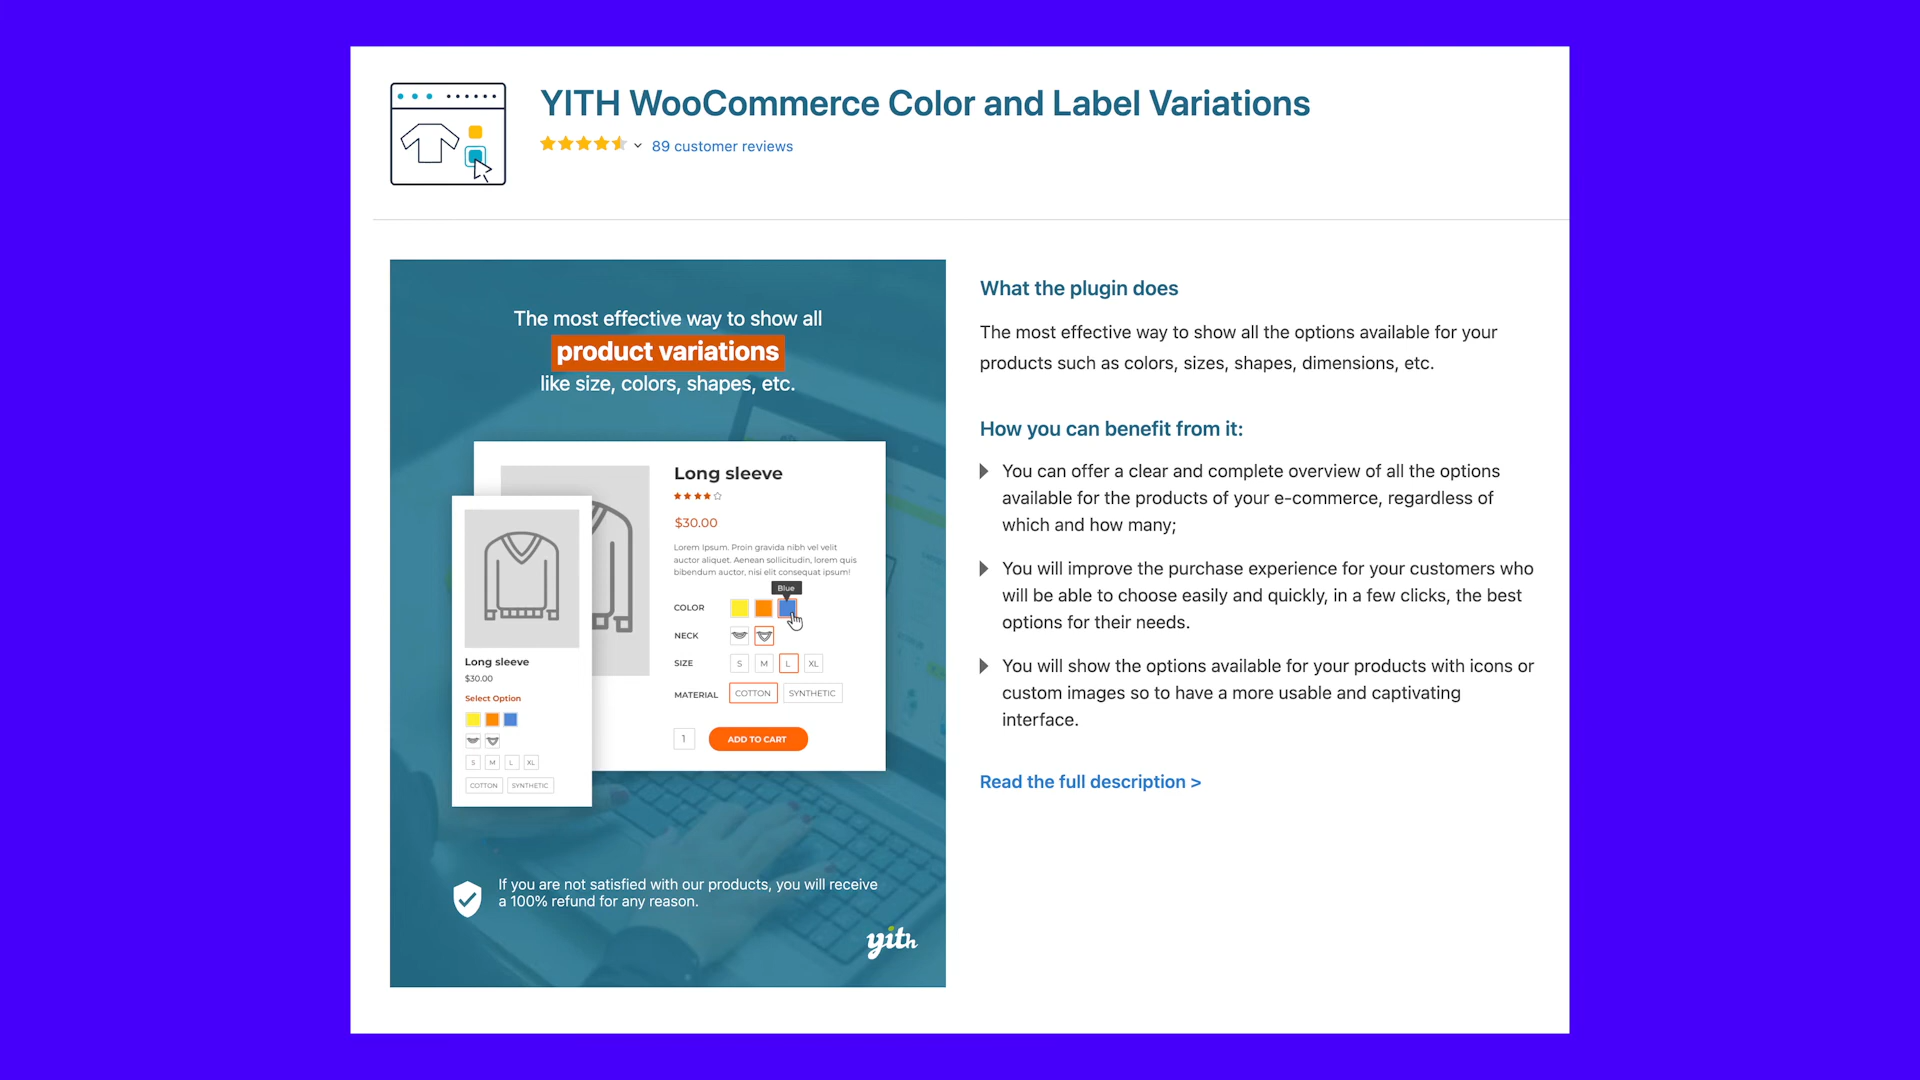 YITH WooCommerce Color and Label Variations
89 customer reviews
The most effective way to show all
product variations
like size, colors, shapes, etc.
Long sleeve
$30.00
Lorem Ipsum. Proin gravida nibh vel velit
auctor aliquet. Aenean sollicitudin, lorem quis
bibendum auctor, nisi elit consequat ipsum!
Blue
COLOR
NECK
SIZE S M L XL
MATERIAL COTTON SYNTHETIC
1 ADD TO CART
Long sleeve
$30.00
Select Option
S M L XL
COTTON SYNTHETIC
If you are not satisfied with our products, you will receive
a 100% refund for any reason.
yith
What the plugin does
The most effective way to show all the options available for your
products such as colors, sizes, shapes, dimensions, etc.
How you can benefit from it:
You can offer a clear and complete overview of all the options
available for the products of your e-commerce, regardless of
which and how many;
You will improve the purchase experience for your customers who
will be able to choose easily and quickly, in a few clicks, the best
options for their needs.
You will show the options available for your products with icons or
custom images so to have a more usable and captivating
interface.
Read the full description >